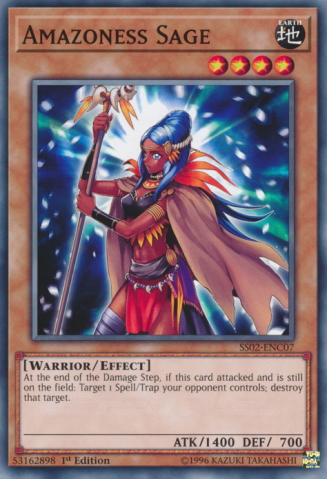 AMAZONESS SAGE
EARTH
地
SS02-ENC07
[WARRIOR/EFFECT]
At the end of the Damage Step, if this card attacked and is still
on the field: Target 1 Spell/Trap your opponent controls; destroy
that target.
ATK/1400 DEF/ 700
53162898 1st Edition ©1996 KAZUKI TAKAHASHI